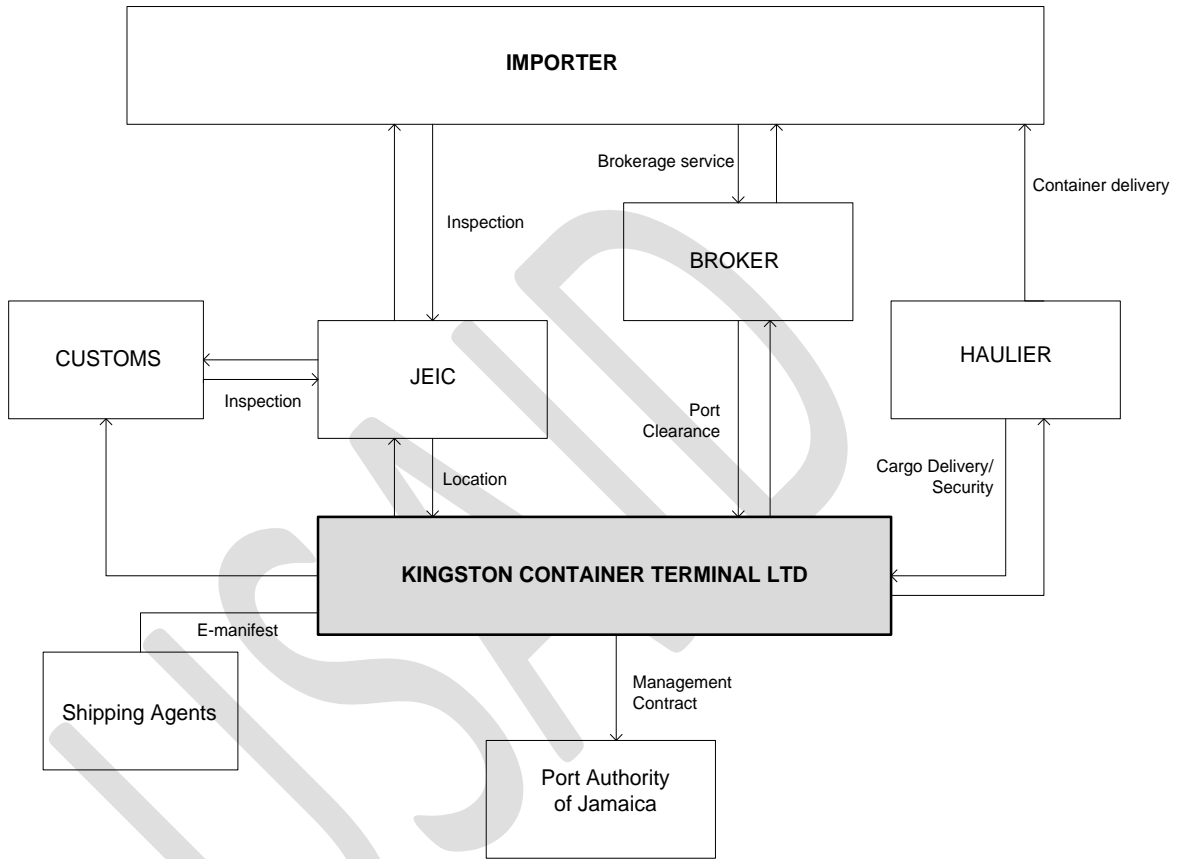 IMPORTER
Brokerage service
Container delivery
Inspection
BROKER
CUSTOMS
JEIC
HAULIER
Inspection
Port
Clearance
Cargo Delivery/
Security
Location
KINGSTON CONTAINER TERMINAL LTD
E-manifest
Shipping Agents
Management
Contract
Port Authority
of Jamaica
USAID